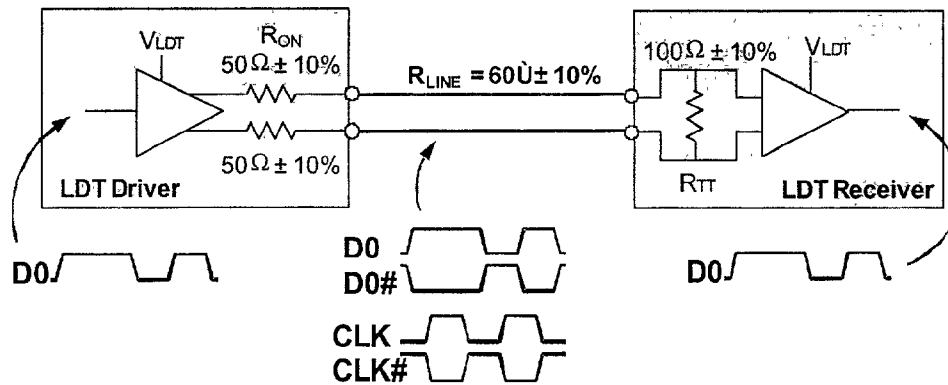 VLDT
RON
50Ω ± 10%
50Ω ± 10%
LDT Driver
RLINE = 60Ù ± 10%
100Ω ± 10%
VLDT
RTT
LDT Receiver
D0
D0
D0#
CLK
CLK#
D0